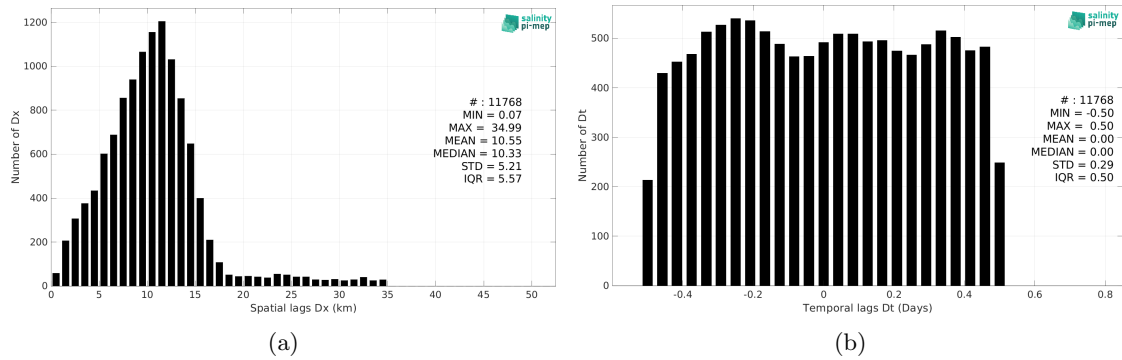 salinity
pi-mep
# : 11768
MIN = 0.07
MAX = 34.99
MEAN = 10.55
MEDIAN = 10.33
STD = 5.21
IQR = 5.57
Number of Dx
1200
1000
800
600
400
200
0
0 5 10 15 20 25 30 35 40 45 50
Spatial lags Dx (km)
(a)
salinity
pi-mep
# : 11768
MIN = -0.50
MAX = 0.50
MEAN = 0.00
MEDIAN = 0.00
STD = 0.29
IQR = 0.50
Number of Dt
500
400
300
200
100
0
-0.4 -0.2 0 0.2 0.4 0.6 0.8
Temporal lags Dt (Days)
(b)